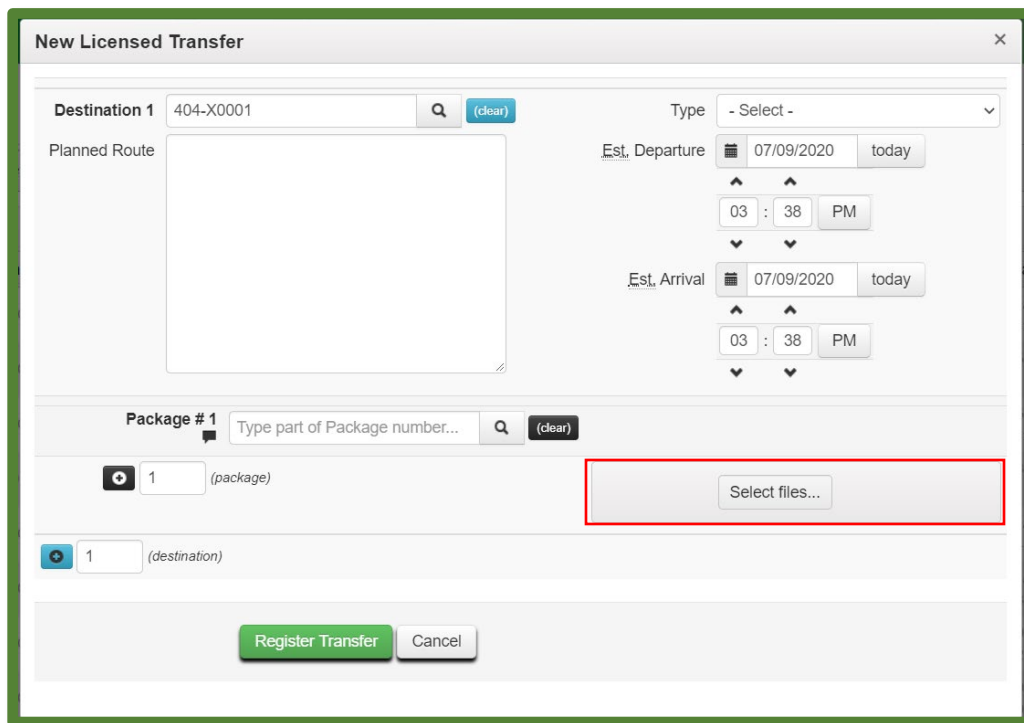 New Licensed Transfer ×
Destination 1 404-X0001 (clear) Type - Select -
Planned Route Est. Departure 07/09/2020 today
03 : 38 PM
Est. Arrival 07/09/2020 today
03 : 38 PM
Package # 1 Type part of Package number... (clear)
1 (package) Select files...
1 (destination)
Register Transfer Cancel